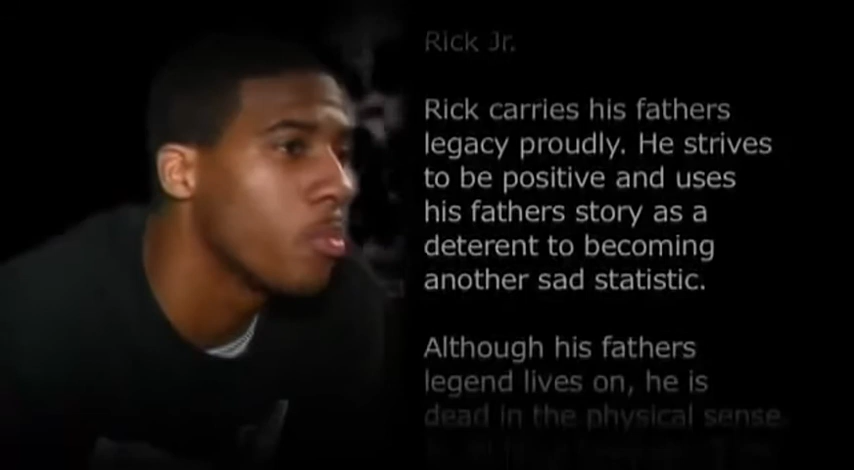 Rick Jr.
Rick carries his fathers
legacy proudly. He strives
to be positive and uses
his fathers story as a
deterent to becoming
another sad statistic.
Although his fathers
legend lives on, he is
dead in the physical sense.